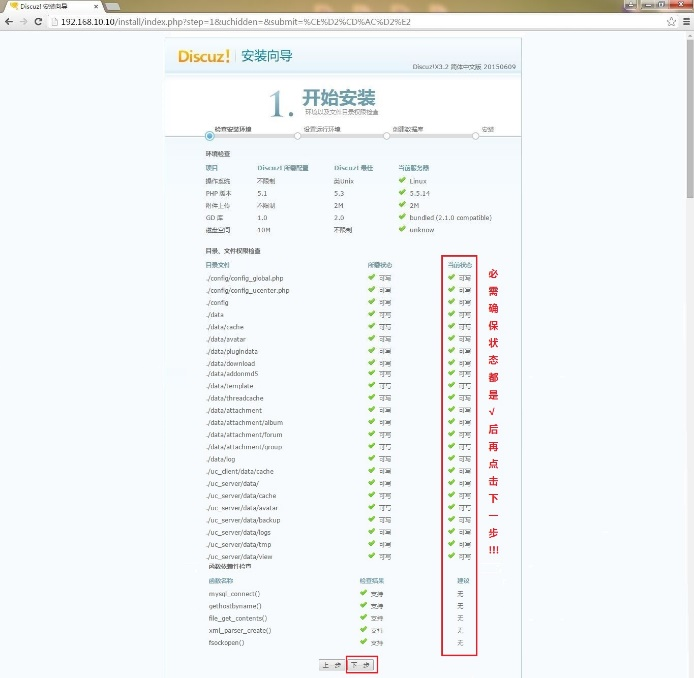 Discuz! 安装向导
192.168.10.10/install/index.php?step=1&uchidden=&submit=%CE%D2%CD%AC%D2%E2
Discuz! 安装向导
Discuz!X3.2 简体中文版 20150609
1. 开始安装
环境以及文件目录权限检查
检查安装环境 设置运行环境 创建数据库 安装
环境检查
项目 Discuz! 所需配置 Discuz! 最佳 当前服务器
操作系统 不限制 类Unix Linux
PHP 版本 5.1 5.3 5.5.14
附件上传 不限制 2M 2M
GD 库 1.0 2.0 bundled (2.1.0 compatible)
磁盘空间 10M 不限制 unknow
目录、文件权限检查
目录文件 所需状态 当前状态
./config/config_global.php 可写 可写
./config/config_ucenter.php 可写 可写
./config 可写 可写
./data 可写 可写
./data/cache 可写 可写
./data/avatar 可写 可写
./data/plugindata 可写 可写
./data/download 可写 可写
./data/addonmd5 可写 可写
./data/template 可写 可写
./data/threadcache 可写 可写
./data/attachment 可写 可写
./data/attachment/album 可写 可写
./data/attachment/forum 可写 可写
./data/attachment/group 可写 可写
./data/log 可写 可写
./uc_client/data/cache 可写 可写
./uc_server/data/ 可写 可写
./uc_server/data/cache 可写 可写
./uc_server/data/avatar 可写 可写
./uc_server/data/backup 可写 可写
./uc_server/data/logs 可写 可写
./uc_server/data/tmp 可写 可写
./uc_server/data/view 可写 可写
必需确保状态都是√后再点击下一步!!!
函数依赖性检查
函数名称 检查结果 建议
mysql_connect() 支持 无
gethostbyname() 支持 无
file_get_contents() 支持 无
xml_parser_create() 支持 无
fsockopen() 支持 无
上一步 下一步